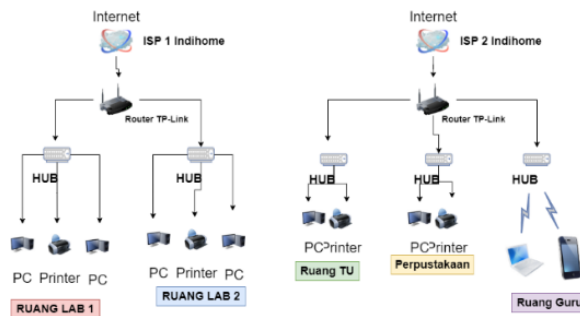 Internet
ISP 1 Indihome
Router TP-Link
HUB
HUB
PC
Printer
PC
PC
Printer
PC
RUANG LAB 1
RUANG LAB 2
Internet
ISP 2 Indihome
Router TP-Link
HUB
HUB
HUB
PC
Printer
PC
Printer
Ruang TU
Perpustakaan
Ruang Guru